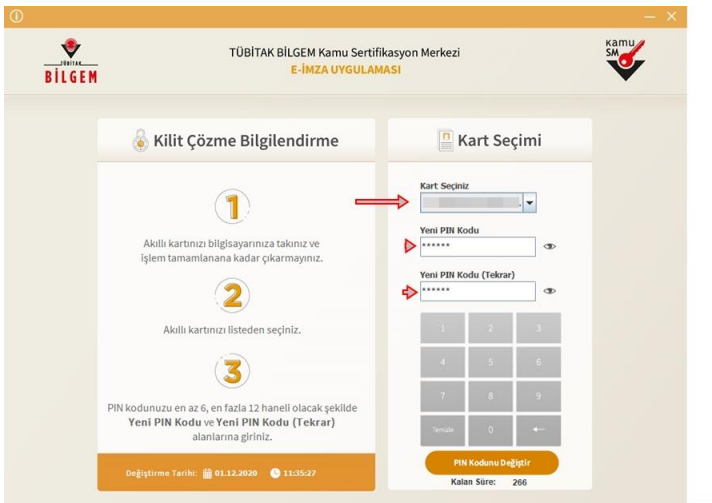 TÜBİTAK
BİLGEM
TÜBİTAK BİLGEM Kamu Sertifikasyon Merkezi
E-İMZA UYGULAMASI
Kamu
SM
Kilit Çözme Bilgilendirme
1
Akıllı kartınızı bilgisayarınıza takınız ve
işlem tamamlanana kadar çıkarmayınız.
2
Akıllı kartınızı listeden seçiniz.
3
PIN kodunuzu en az 6, en fazla 12 haneli olacak şekilde
Yeni PIN Kodu ve Yeni PIN Kodu (Tekrar)
alanlarına giriniz.
Değiştirme Tarihi: 01.12.2020 11:35:27
Kart Seçimi
Kart Seçiniz
Yeni PIN Kodu
******
Yeni PIN Kodu (Tekrar)
******
1 2 3
4 5 6
7 8 9
Temizle 0 ←
PIN Kodunu Değiştir
Kalan Süre: 266